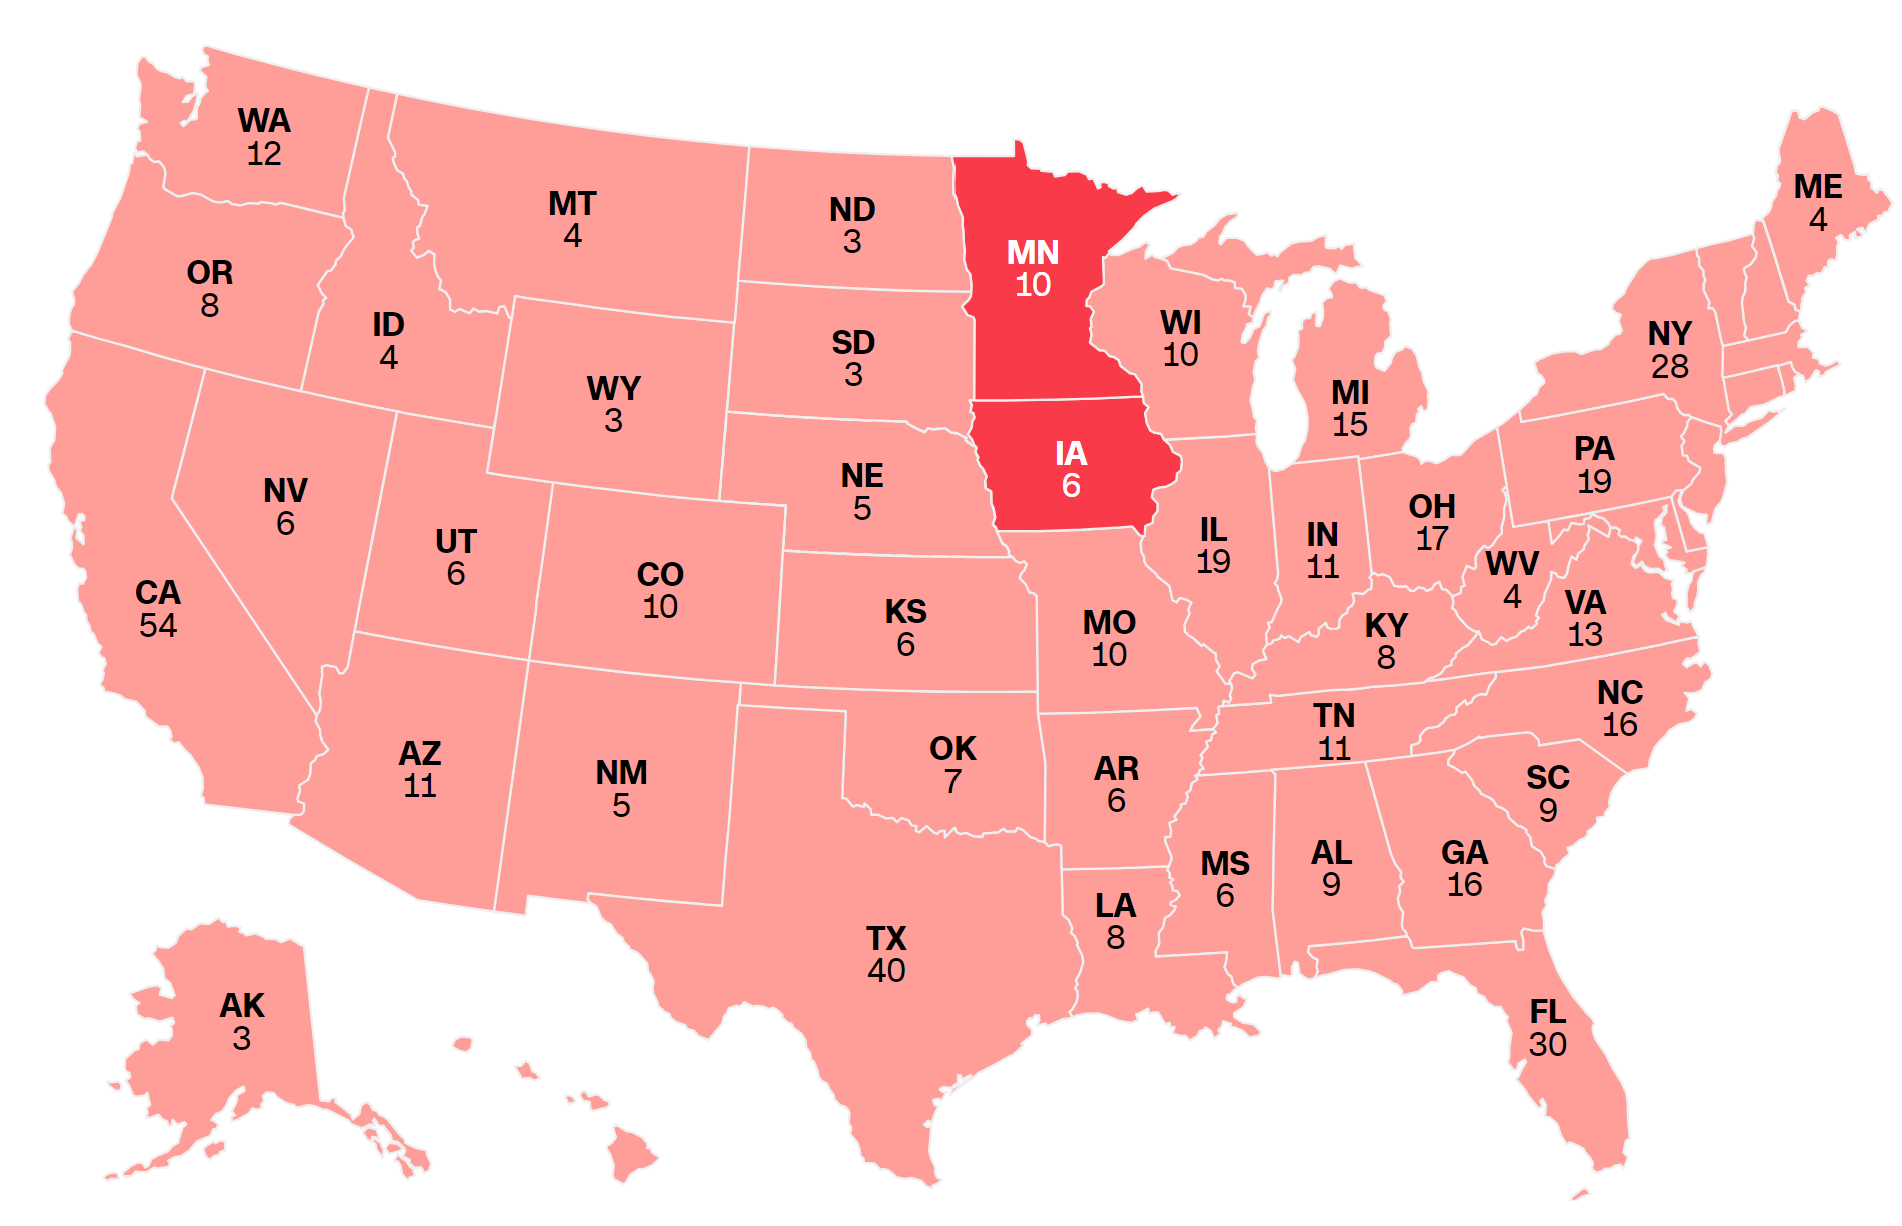 WA
12
MT
4
ND
3
MN
10
ME
4
OR
8
ID
4
SD
3
WI
10
NY
28
WY
3
MI
15
IA
6
PA
19
NV
6
NE
5
UT
6
CO
10
IL
19
IN
11
OH
17
WV
4
VA
13
CA
54
KS
6
MO
10
KY
8
NC
16
AZ
11
NM
5
OK
7
AR
6
TN
11
SC
9
MS
6
AL
9
GA
16
LA
8
TX
40
AK
3
FL
30